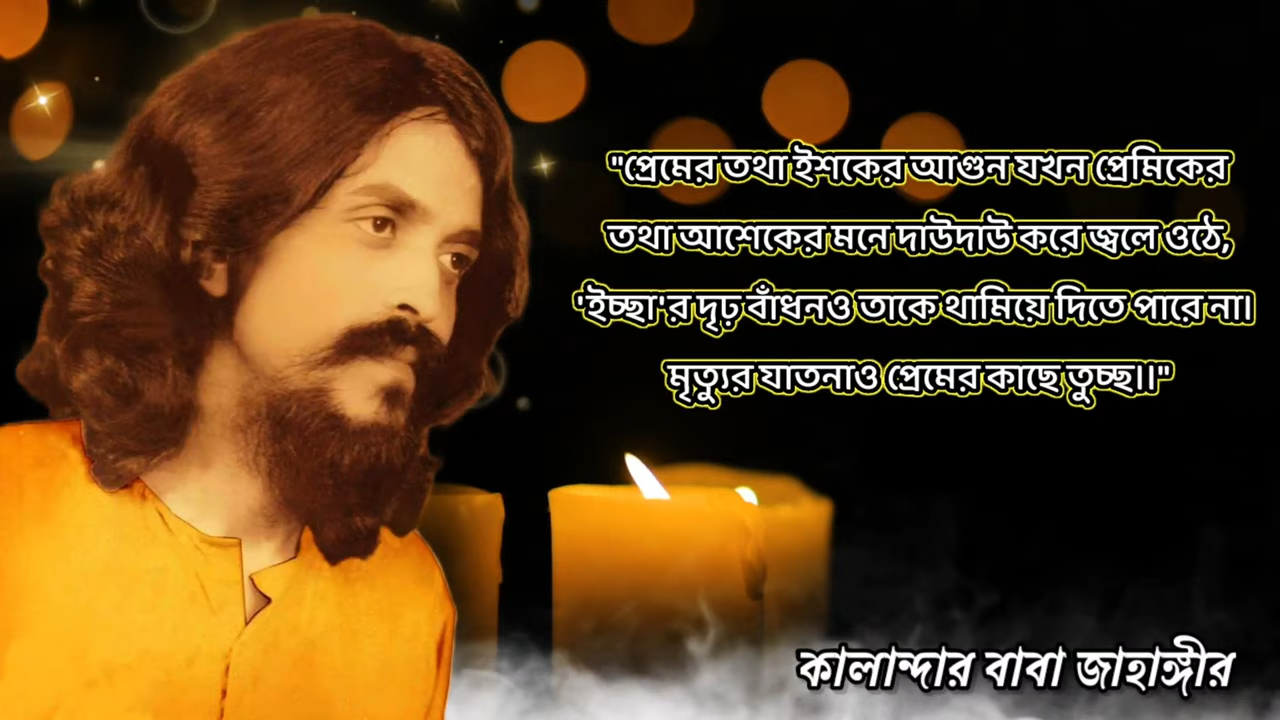 "প্রেমের তথা ইশকের আগুন যখন প্রেমিকের
তথা আশেকের মনে দাউদাউ করে জ্বলে ওঠে,
'ইচ্ছা'র দৃঢ় বাঁধনও তাকে থামিয়ে দিতে পারে না।
মৃত্যুর যাতনাও প্রেমের কাছে তুচ্ছ।।"
কালান্দার বাবা জাহাঙ্গীর